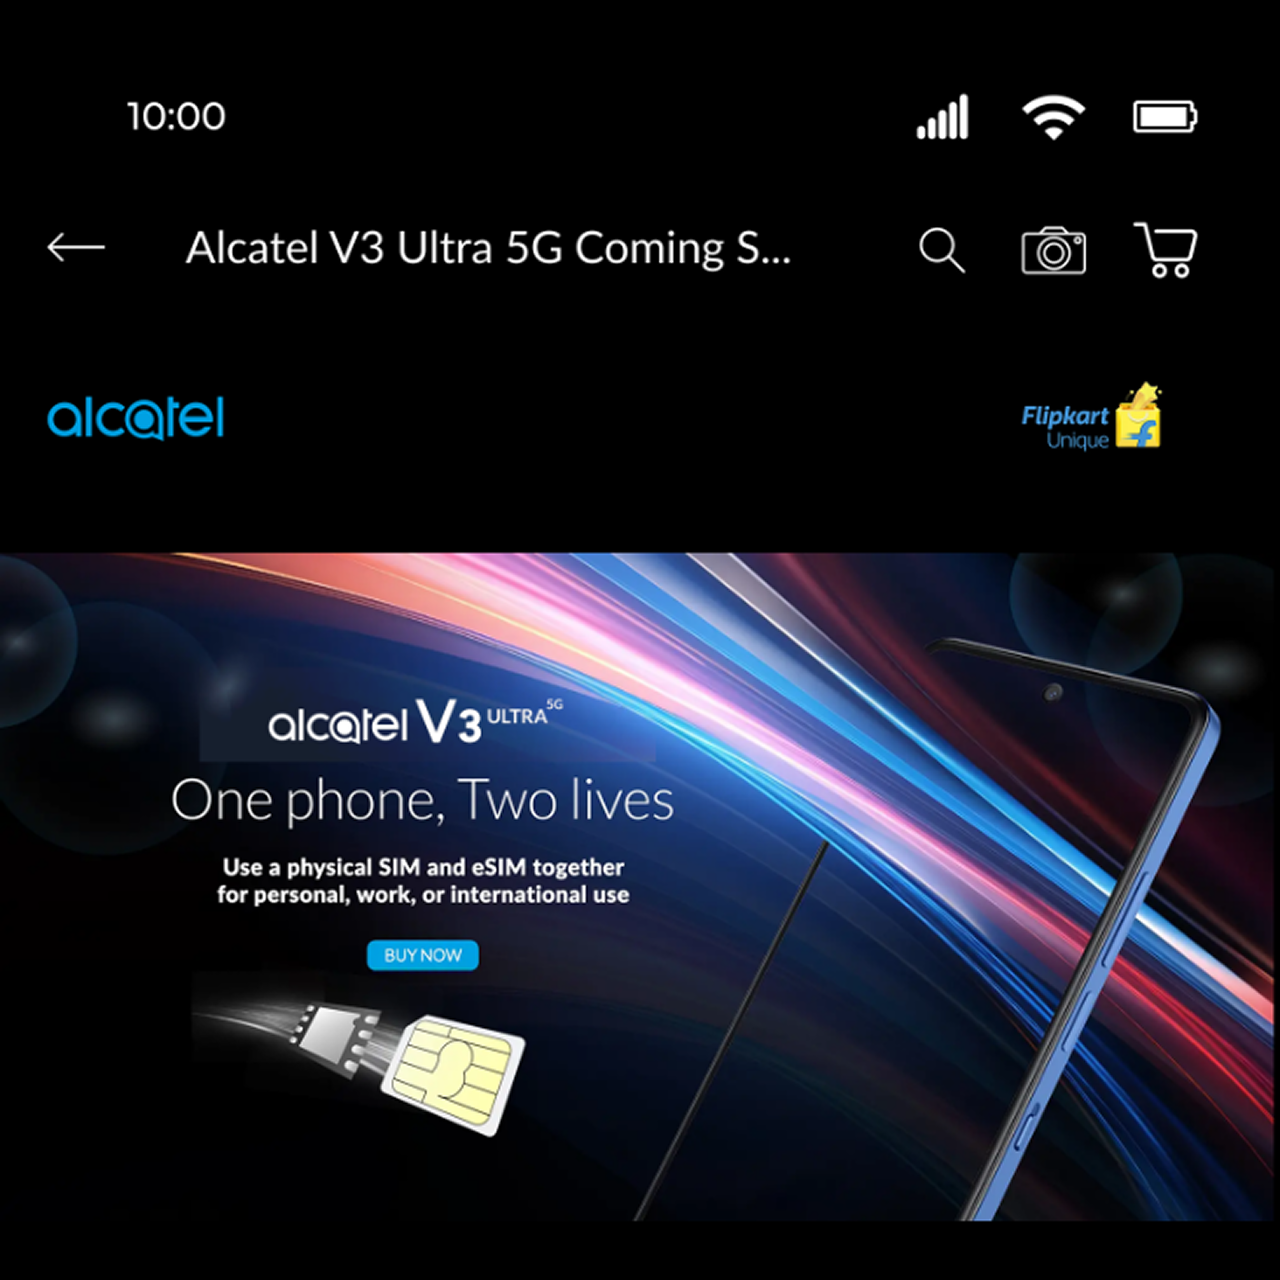 10:00
Alcatel V3 Ultra 5G Coming S...
alcatel
Flipkart
Unique
alcatel V3 ULTRA 5G
One phone, Two lives
Use a physical SIM and eSIM together
for personal, work, or international use
BUY NOW